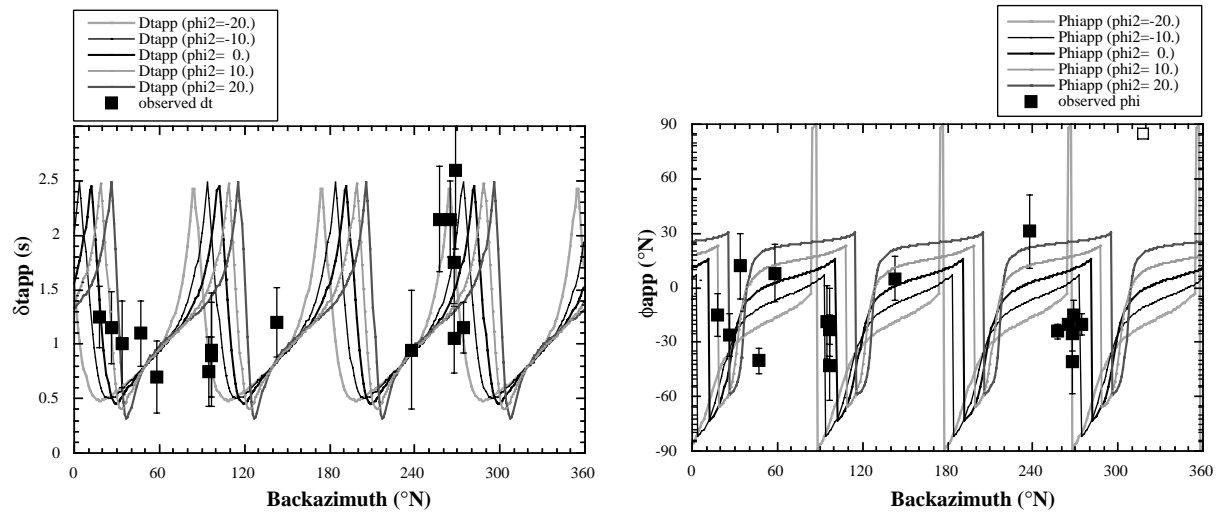 Dtapp (phi2=-20.)
Dtapp (phi2=-10.)
Dtapp (phi2= 0.)
Dtapp (phi2= 10.)
Dtapp (phi2= 20.)
observed dt
δtapp (s)
2.5
2
1.5
1
0.5
0
0 60 120 180 240 300 360
Backazimuth (°N)
Phiapp (phi2=-20.)
Phiapp (phi2=-10.)
Phiapp (phi2= 0.)
Phiapp (phi2= 10.)
Phiapp (phi2= 20.)
observed phi
ϕapp (°N)
90
60
30
0
-30
-60
-90
0 60 120 180 240 300 360
Backazimuth (°N)